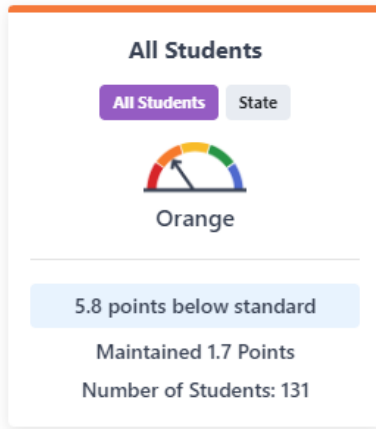 All Students
All Students State
Orange
5.8 points below standard
Maintained 1.7 Points
Number of Students: 131